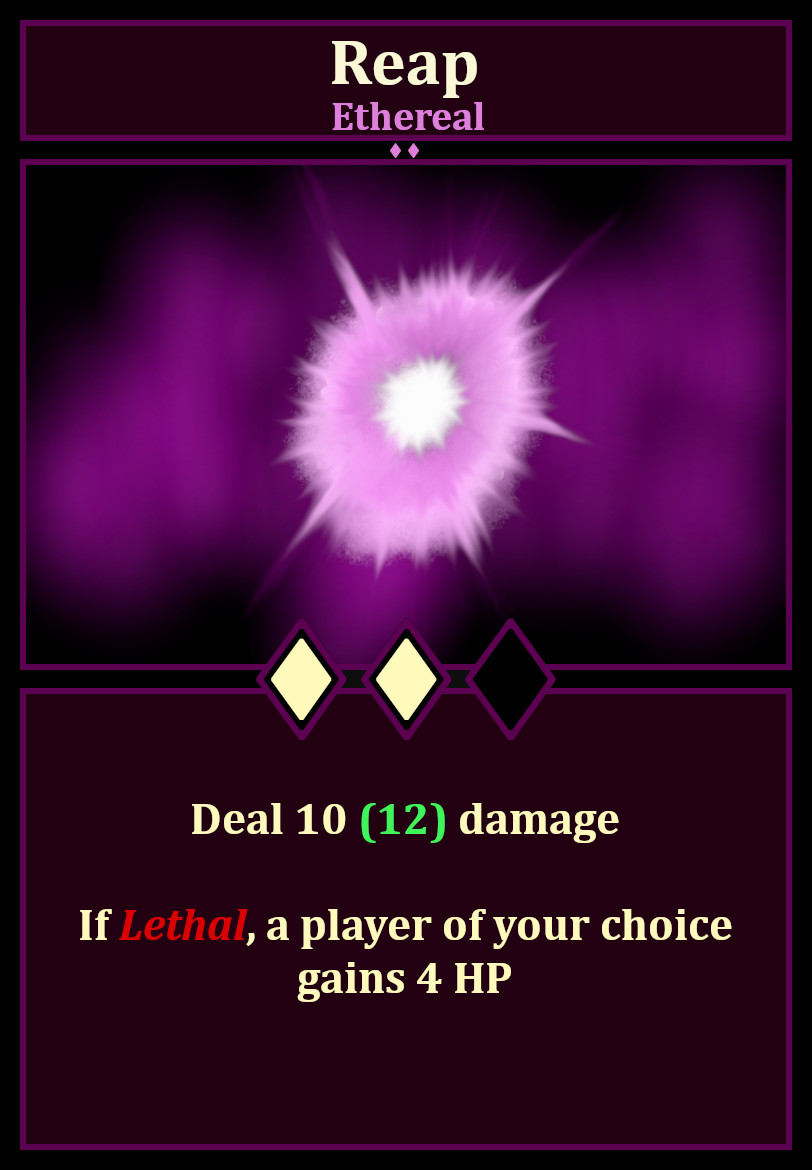 Reap
Ethereal
Deal 10 (12) damage
If Lethal, a player of your choice
gains 4 HP